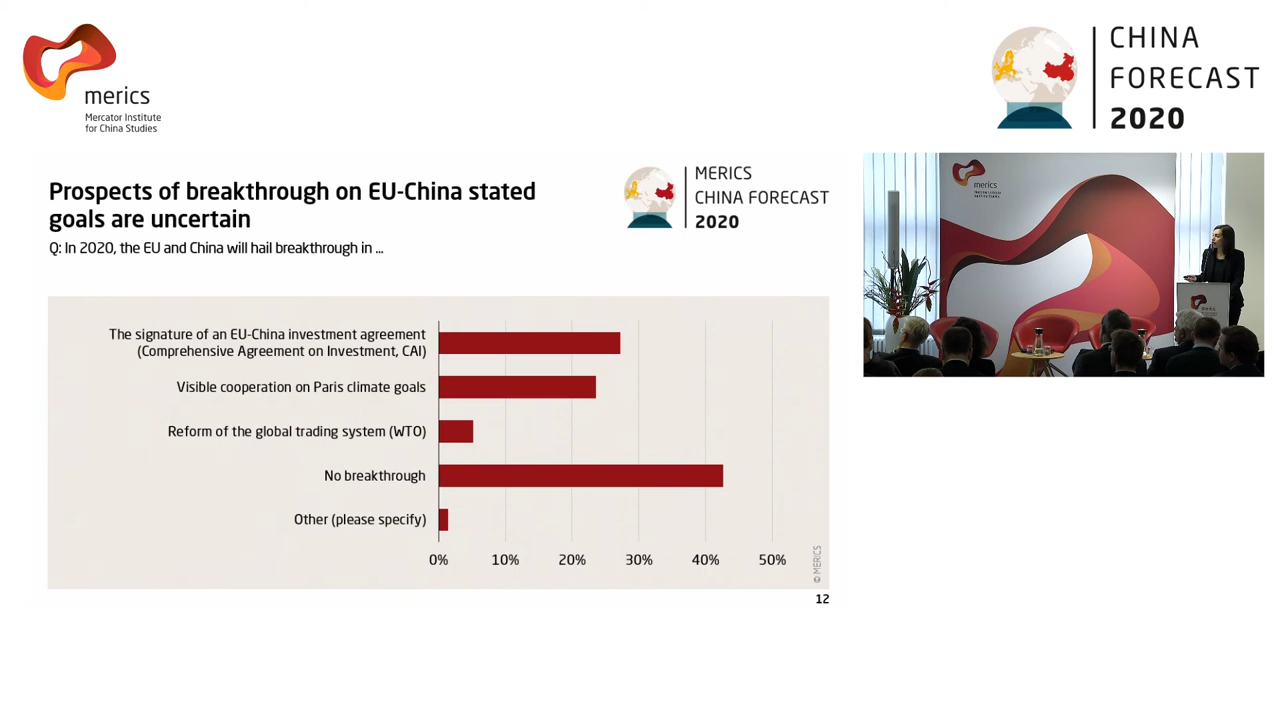 merics
Mercator Institute
for China Studies
CHINA
FORECAST
2020
Prospects of breakthrough on EU-China stated
goals are uncertain
Q: In 2020, the EU and China will hail breakthrough in ...
MERICS
CHINA FORECAST
2020
The signature of an EU-China investment agreement
(Comprehensive Agreement on Investment, CAI)
Visible cooperation on Paris climate goals
Reform of the global trading system (WTO)
No breakthrough
Other (please specify)
0%
10%
20%
30%
40%
50%
© MERICS
12
merics